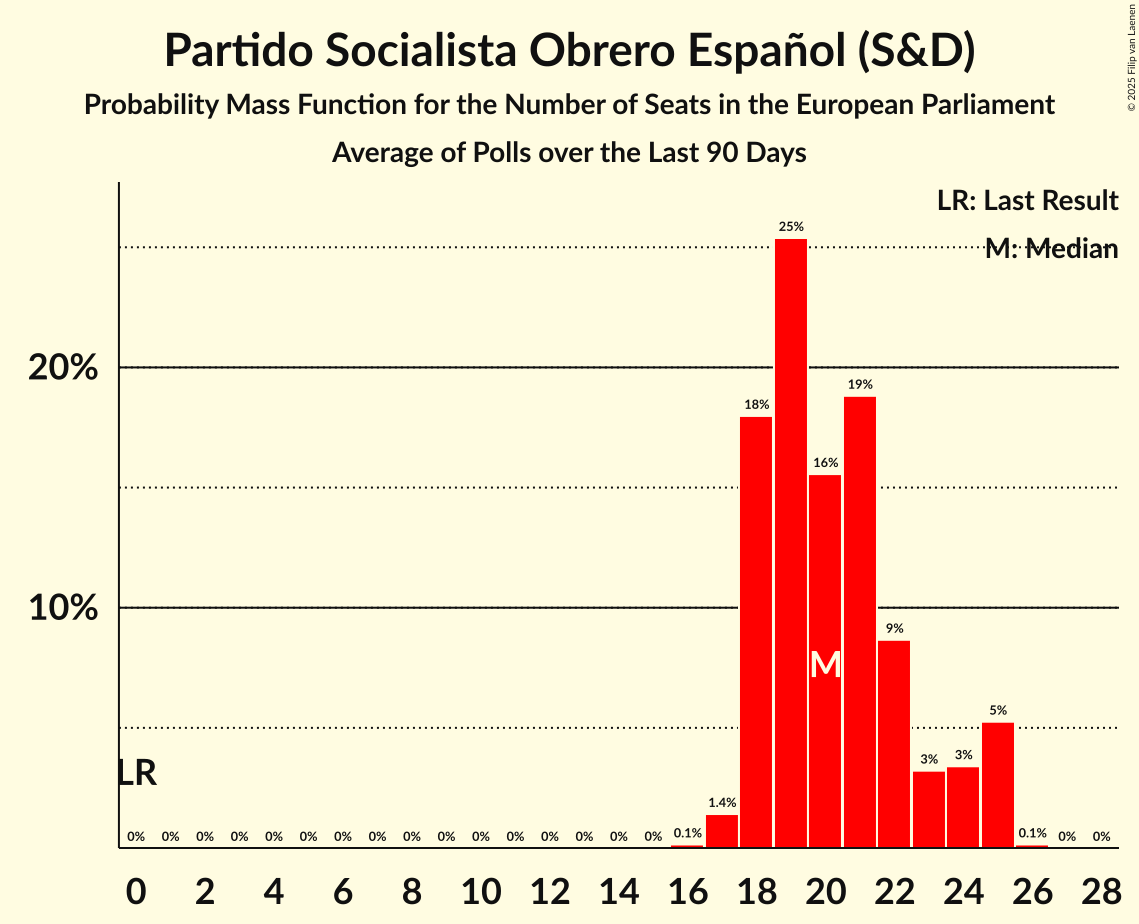 Partido Socialista Obrero Español (S&D)
Probability Mass Function for the Number of Seats in the European Parliament
Average of Polls over the Last 90 Days
© 2025 Filip van Laenen
LR: Last Result
M: Median
25%
20%
19%
18%
16%
10%
9%
M
5%
LR
3%
3%
1.4%
0% 0% 0% 0% 0% 0% 0% 0% 0% 0% 0% 0% 0% 0% 0% 0% 0.1% 0.1% 0% 0%
0 2 4 6 8 10 12 14 16 18 20 22 24 26 28